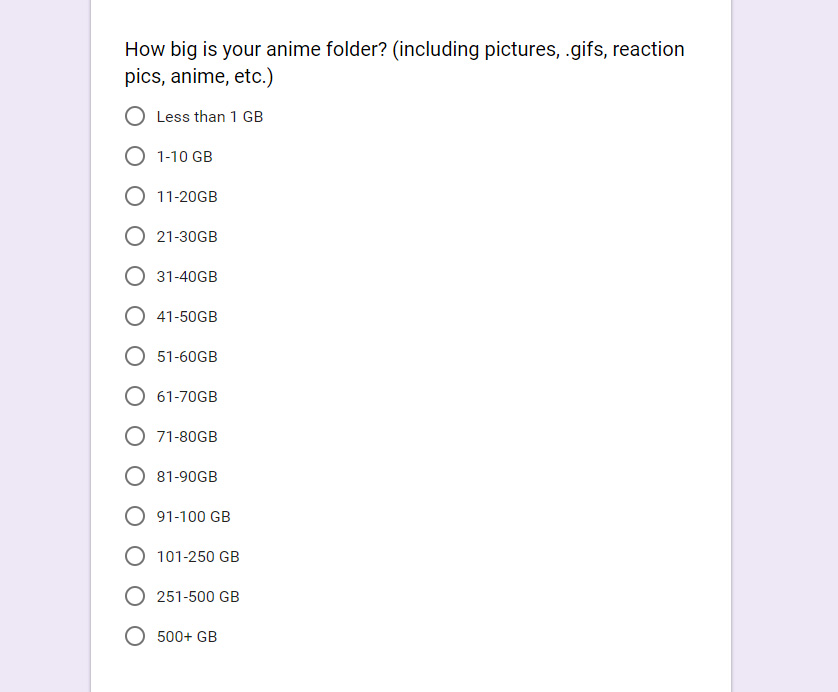 How big is your anime folder? (including pictures, .gifs, reaction
pics, anime, etc.)
Less than 1 GB
1-10 GB
11-20GB
21-30GB
31-40GB
41-50GB
51-60GB
61-70GB
71-80GB
81-90GB
91-100 GB
101-250 GB
251-500 GB
500+ GB